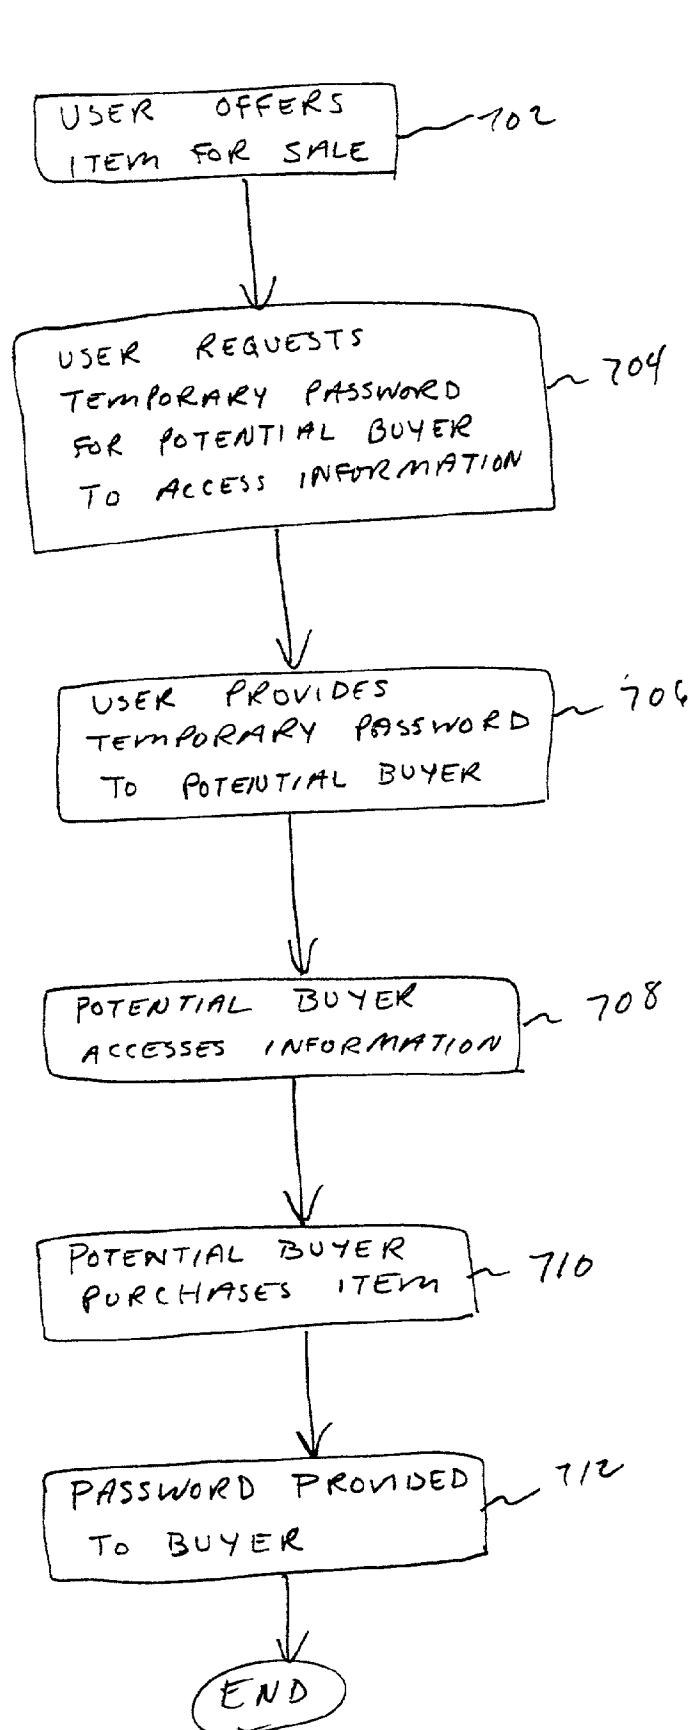 USER OFFERS
ITEM FOR SALE
702
USER REQUESTS
TEMPORARY PASSWORD
FOR POTENTIAL BUYER
TO ACCESS INFORMATION
704
USER PROVIDES
TEMPORARY PASSWORD
TO POTENTIAL BUYER
706
POTENTIAL BUYER
ACCESSES INFORMATION
708
POTENTIAL BUYER
PURCHASES ITEM
710
PASSWORD PROVIDED
TO BUYER
712
END